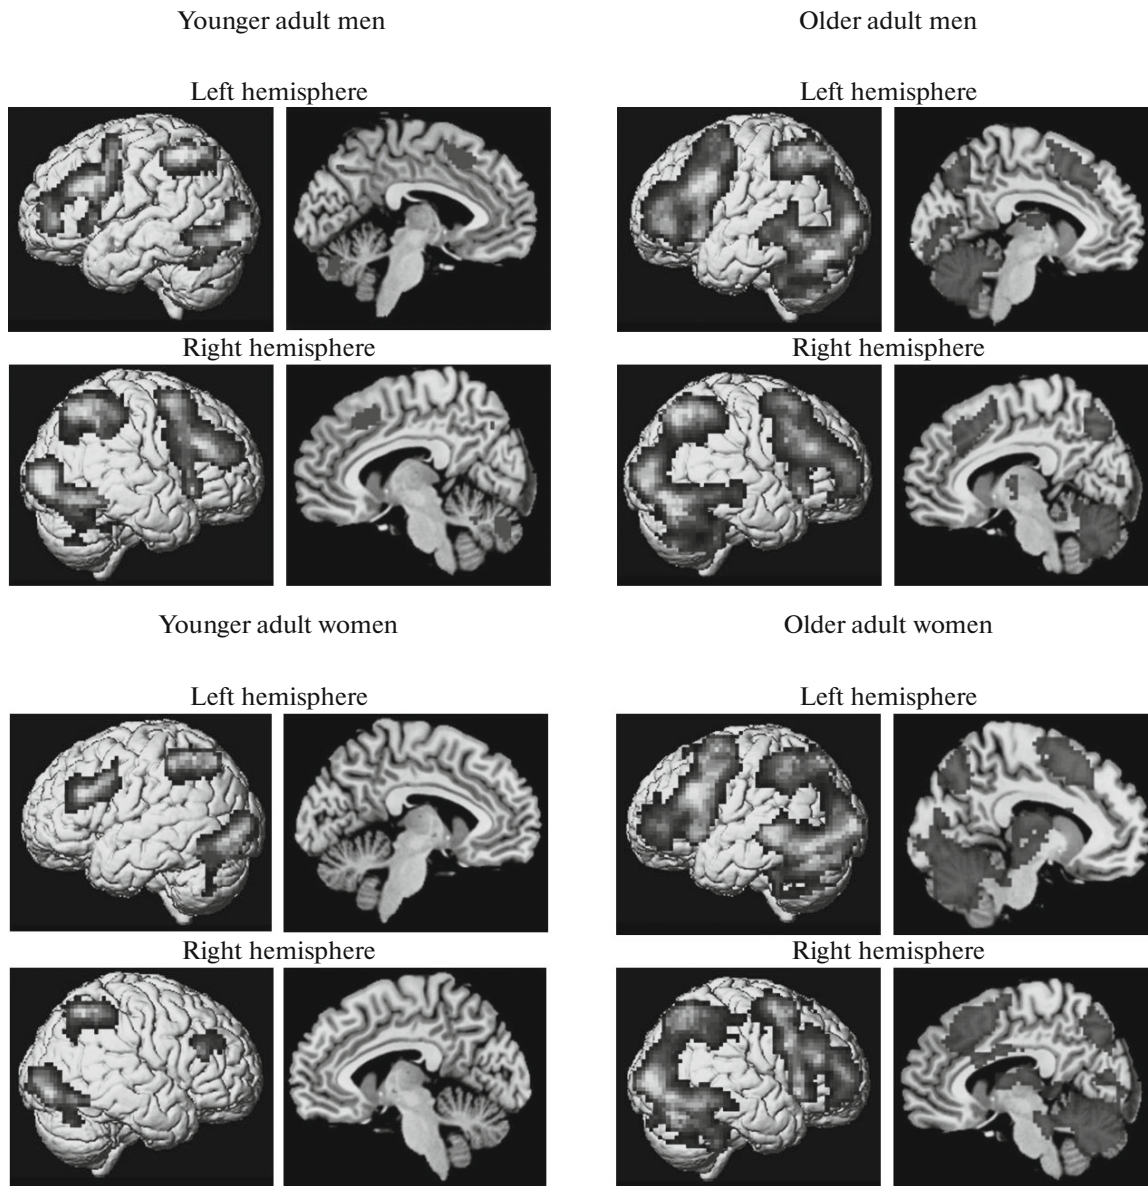 Younger adult men
Older adult men
Left hemisphere
Left hemisphere
Right hemisphere
Right hemisphere
Younger adult women
Older adult women
Left hemisphere
Left hemisphere
Right hemisphere
Right hemisphere